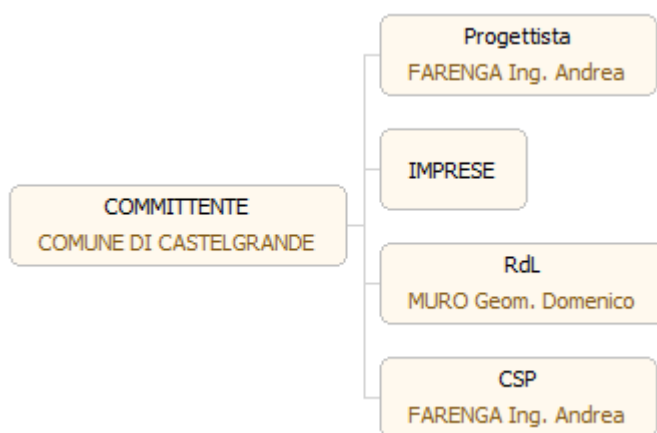 Progettista
FARENGA Ing. Andrea
IMPRESE
COMMITTENTE
COMUNE DI CASTELGRANDE
RdL
MURO Geom. Domenico
CSP
FARENGA Ing. Andrea